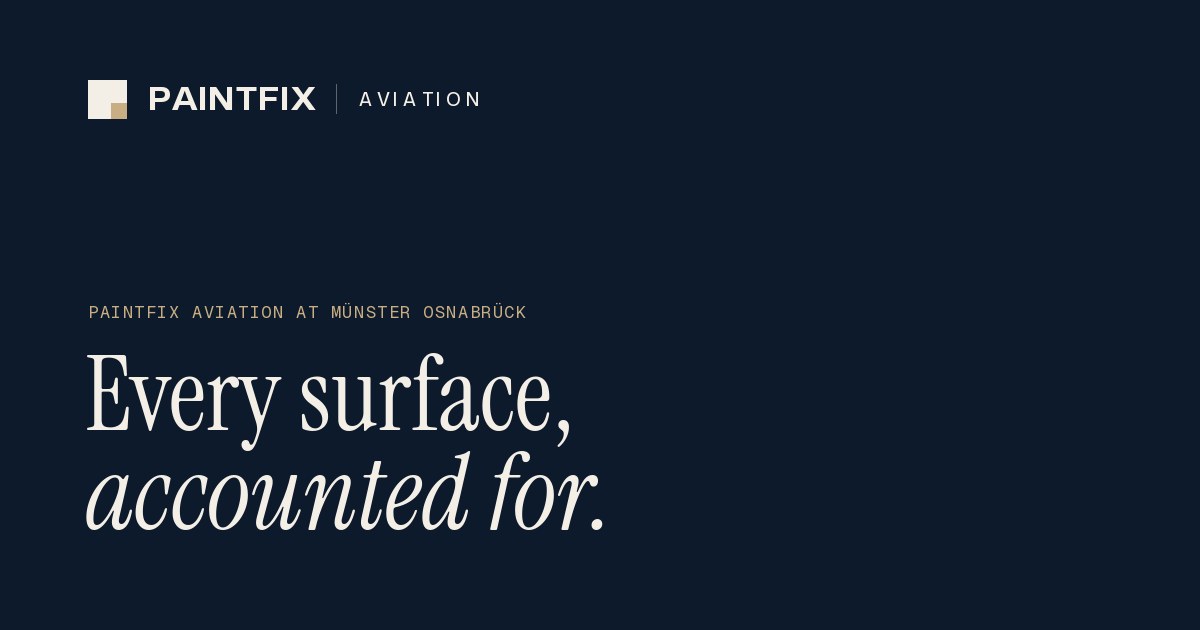 PAINTFIX | AVIATION
PAINTFIX AVIATION AT MÜNSTER OSNABRÜCK
Every surface,
accounted for.